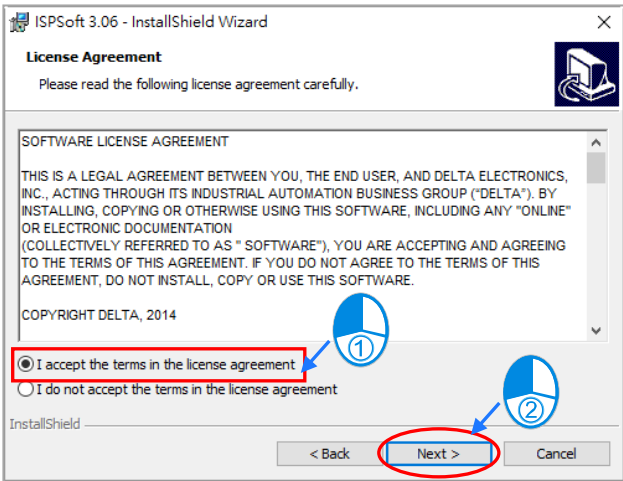 ISPSoft 3.06 - InstallShield Wizard
License Agreement
Please read the following license agreement carefully.
SOFTWARE LICENSE AGREEMENT
THIS IS A LEGAL AGREEMENT BETWEEN YOU, THE END USER, AND DELTA ELECTRONICS,
INC., ACTING THROUGH ITS INDUSTRIAL AUTOMATION BUSINESS GROUP (“DELTA”). BY
INSTALLING, COPYING OR OTHERWISE USING THIS SOFTWARE, INCLUDING ANY "ONLINE"
OR ELECTRONIC DOCUMENTATION
(COLLECTIVELY REFERRED TO AS " SOFTWARE"), YOU ARE ACCEPTING AND AGREEING
TO THE TERMS OF THIS AGREEMENT. IF YOU DO NOT AGREE TO THE TERMS OF THIS
AGREEMENT, DO NOT INSTALL, COPY OR USE THIS SOFTWARE.
COPYRIGHT DELTA, 2014
①
I accept the terms in the license agreement
I do not accept the terms in the license agreement
②
InstallShield
< Back
Next >
Cancel